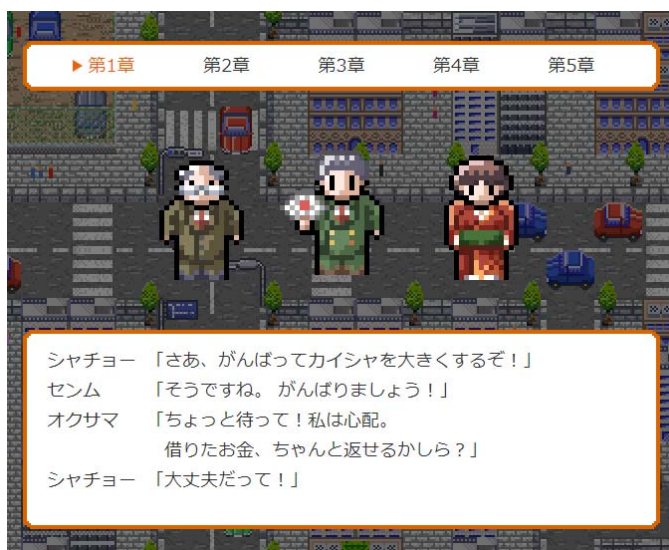 ▶第1章 第2章 第3章 第4章 第5章
シャチョー 「さあ、がんばってカイシャを大きくするぞ！」
センム 「そうですね。 がんばりましょう！」
オクサマ 「ちょっと待って！私は心配。
借りたお金、ちゃんと返せるかしら？」
シャチョー 「大丈夫だって！」